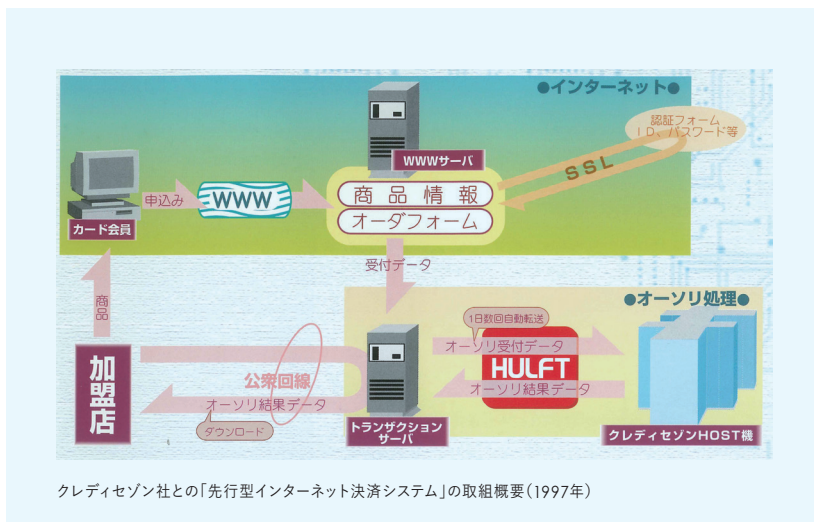 ●インターネット●
認証フォーム
ID、パスワード等
SSL
WWWサーバ
商品情報
オーダフォーム
申込み
WWW
カード会員
受付データ
商品
●オーソリ処理●
1日数回自動転送
オーソリ受付データ
HULFT
オーソリ結果データ
公衆回線
オーソリ結果データ
ダウンロード
加盟店
トランザクション
サーバ
クレディセゾンHOST機
クレディセゾン社との「先行型インターネット決済システム」の取組概要(1997年)